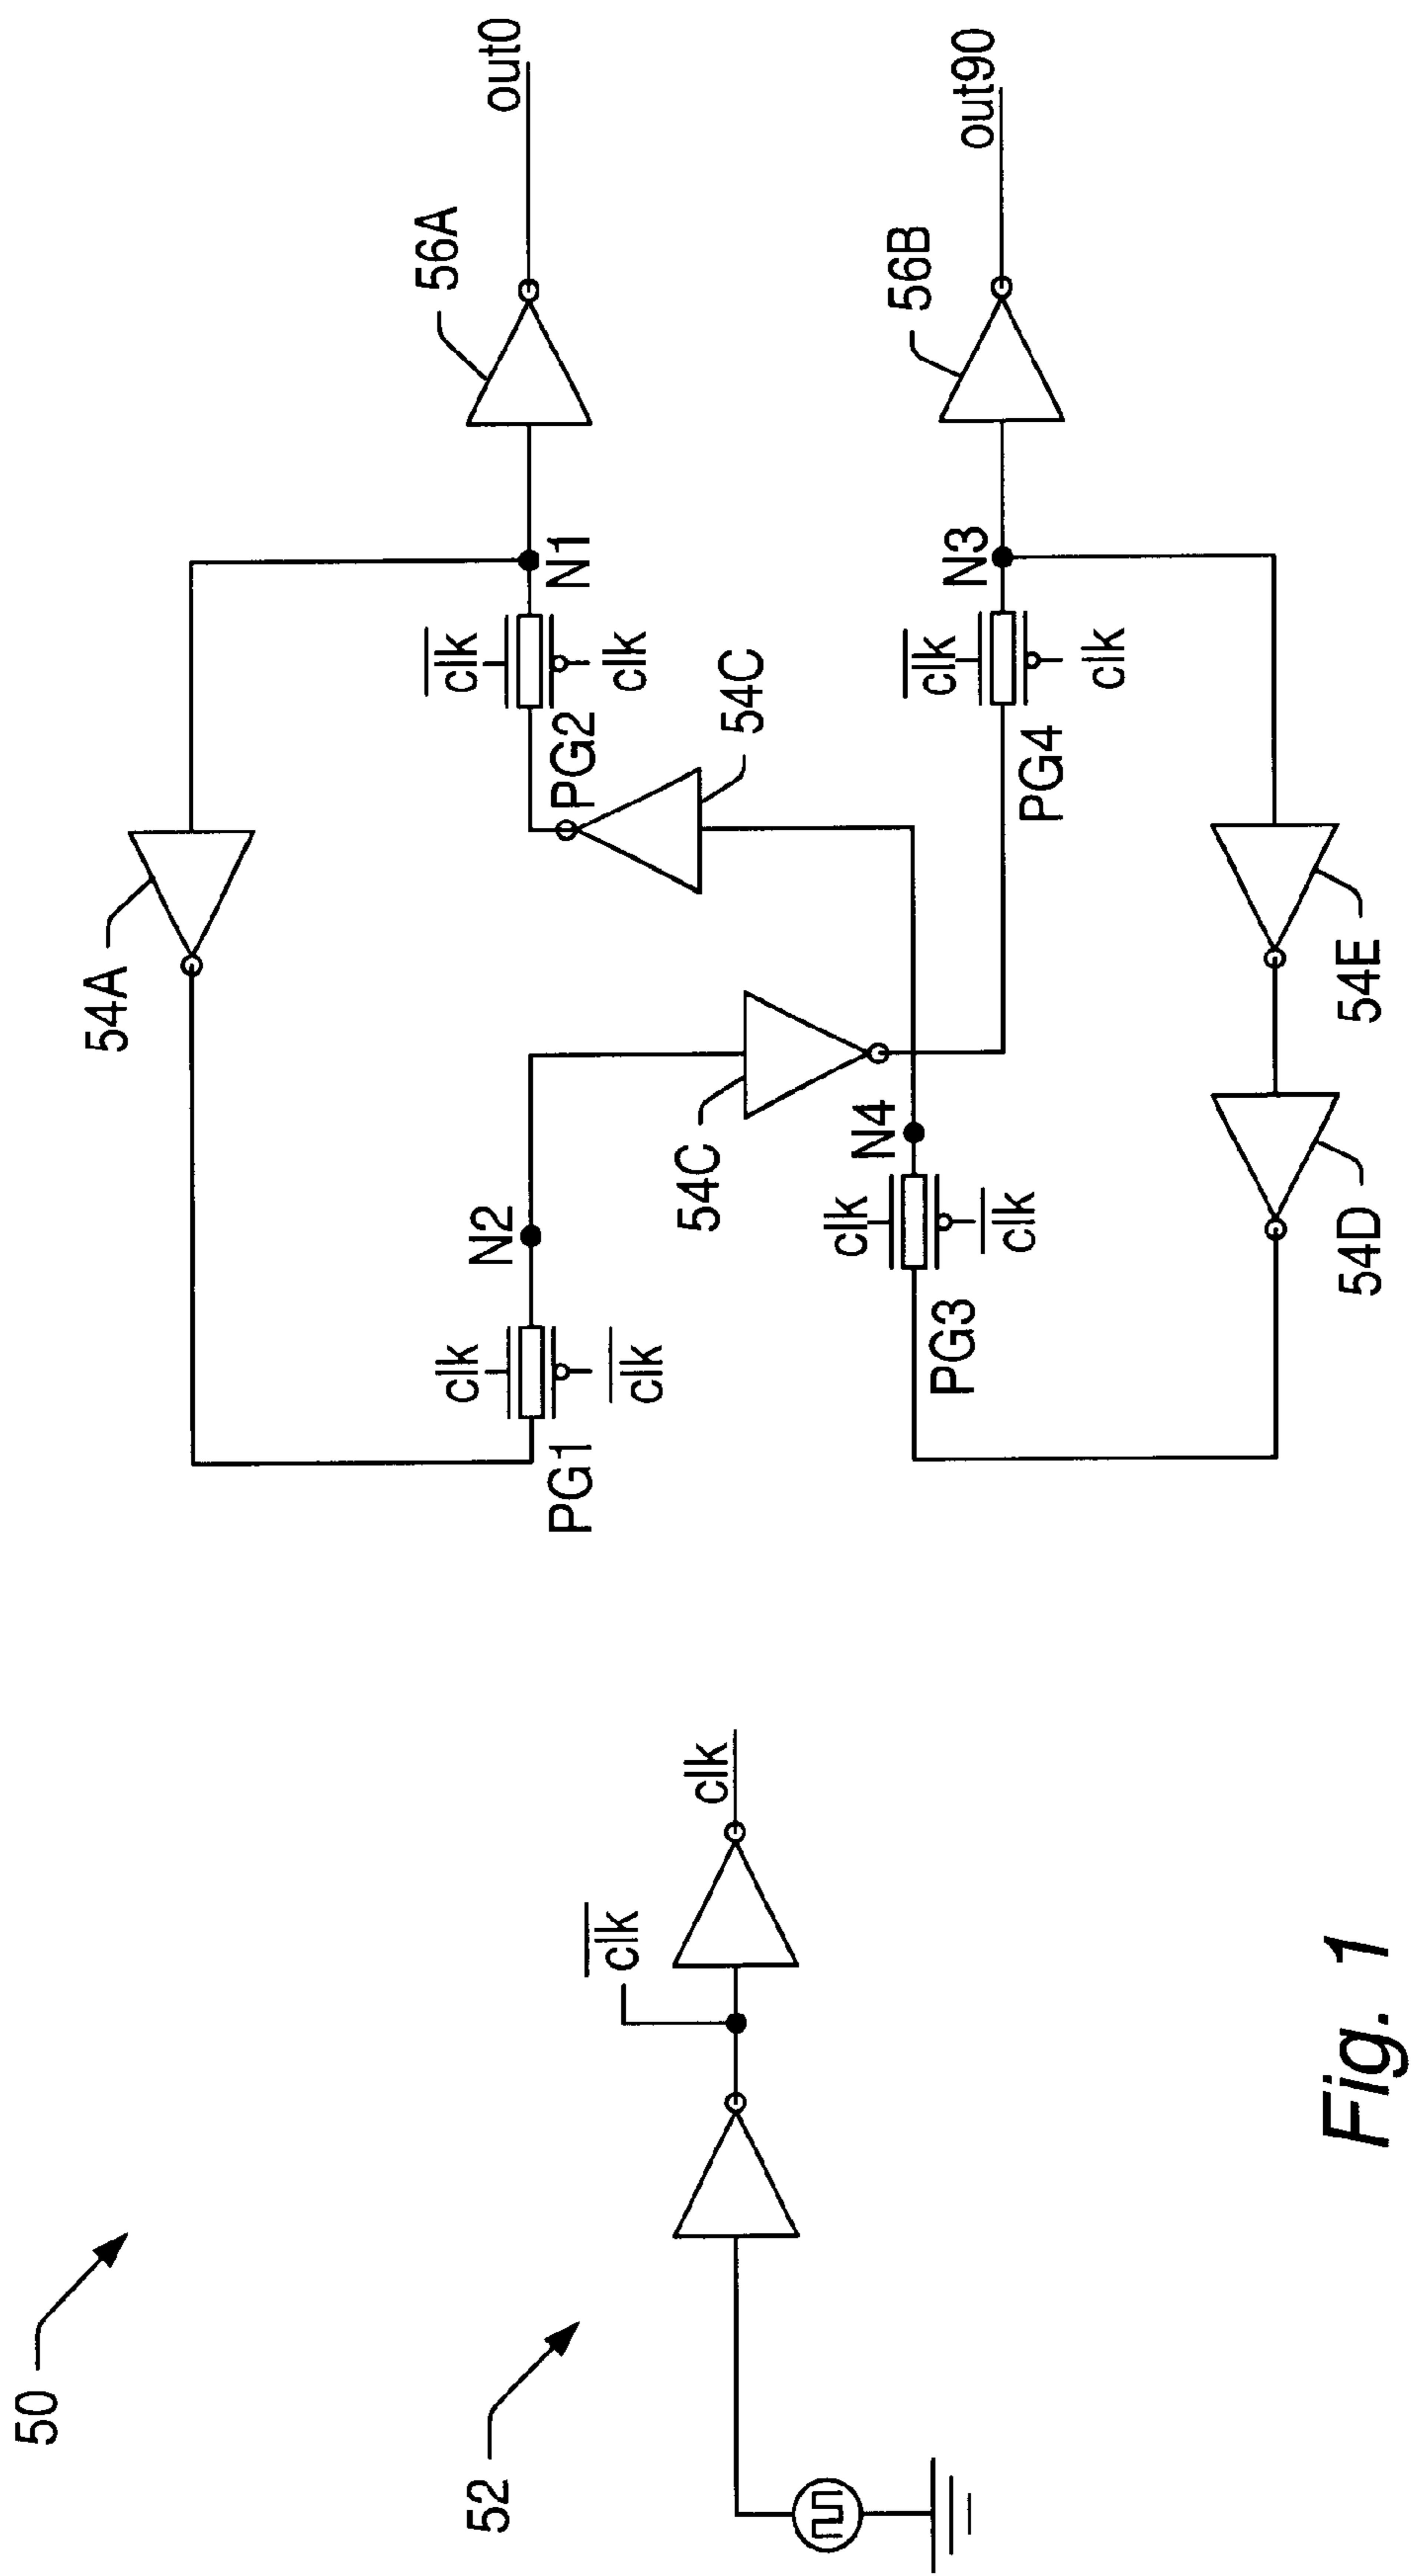 50
52
clk
clk
54A
PG1
clk
clk
N2
54C
54C
PG2
clk
clk
N1
56A
out0
PG3
clk
clk
N4
PG4
clk
clk
N3
56B
out90
54D
54E
Fig. 1